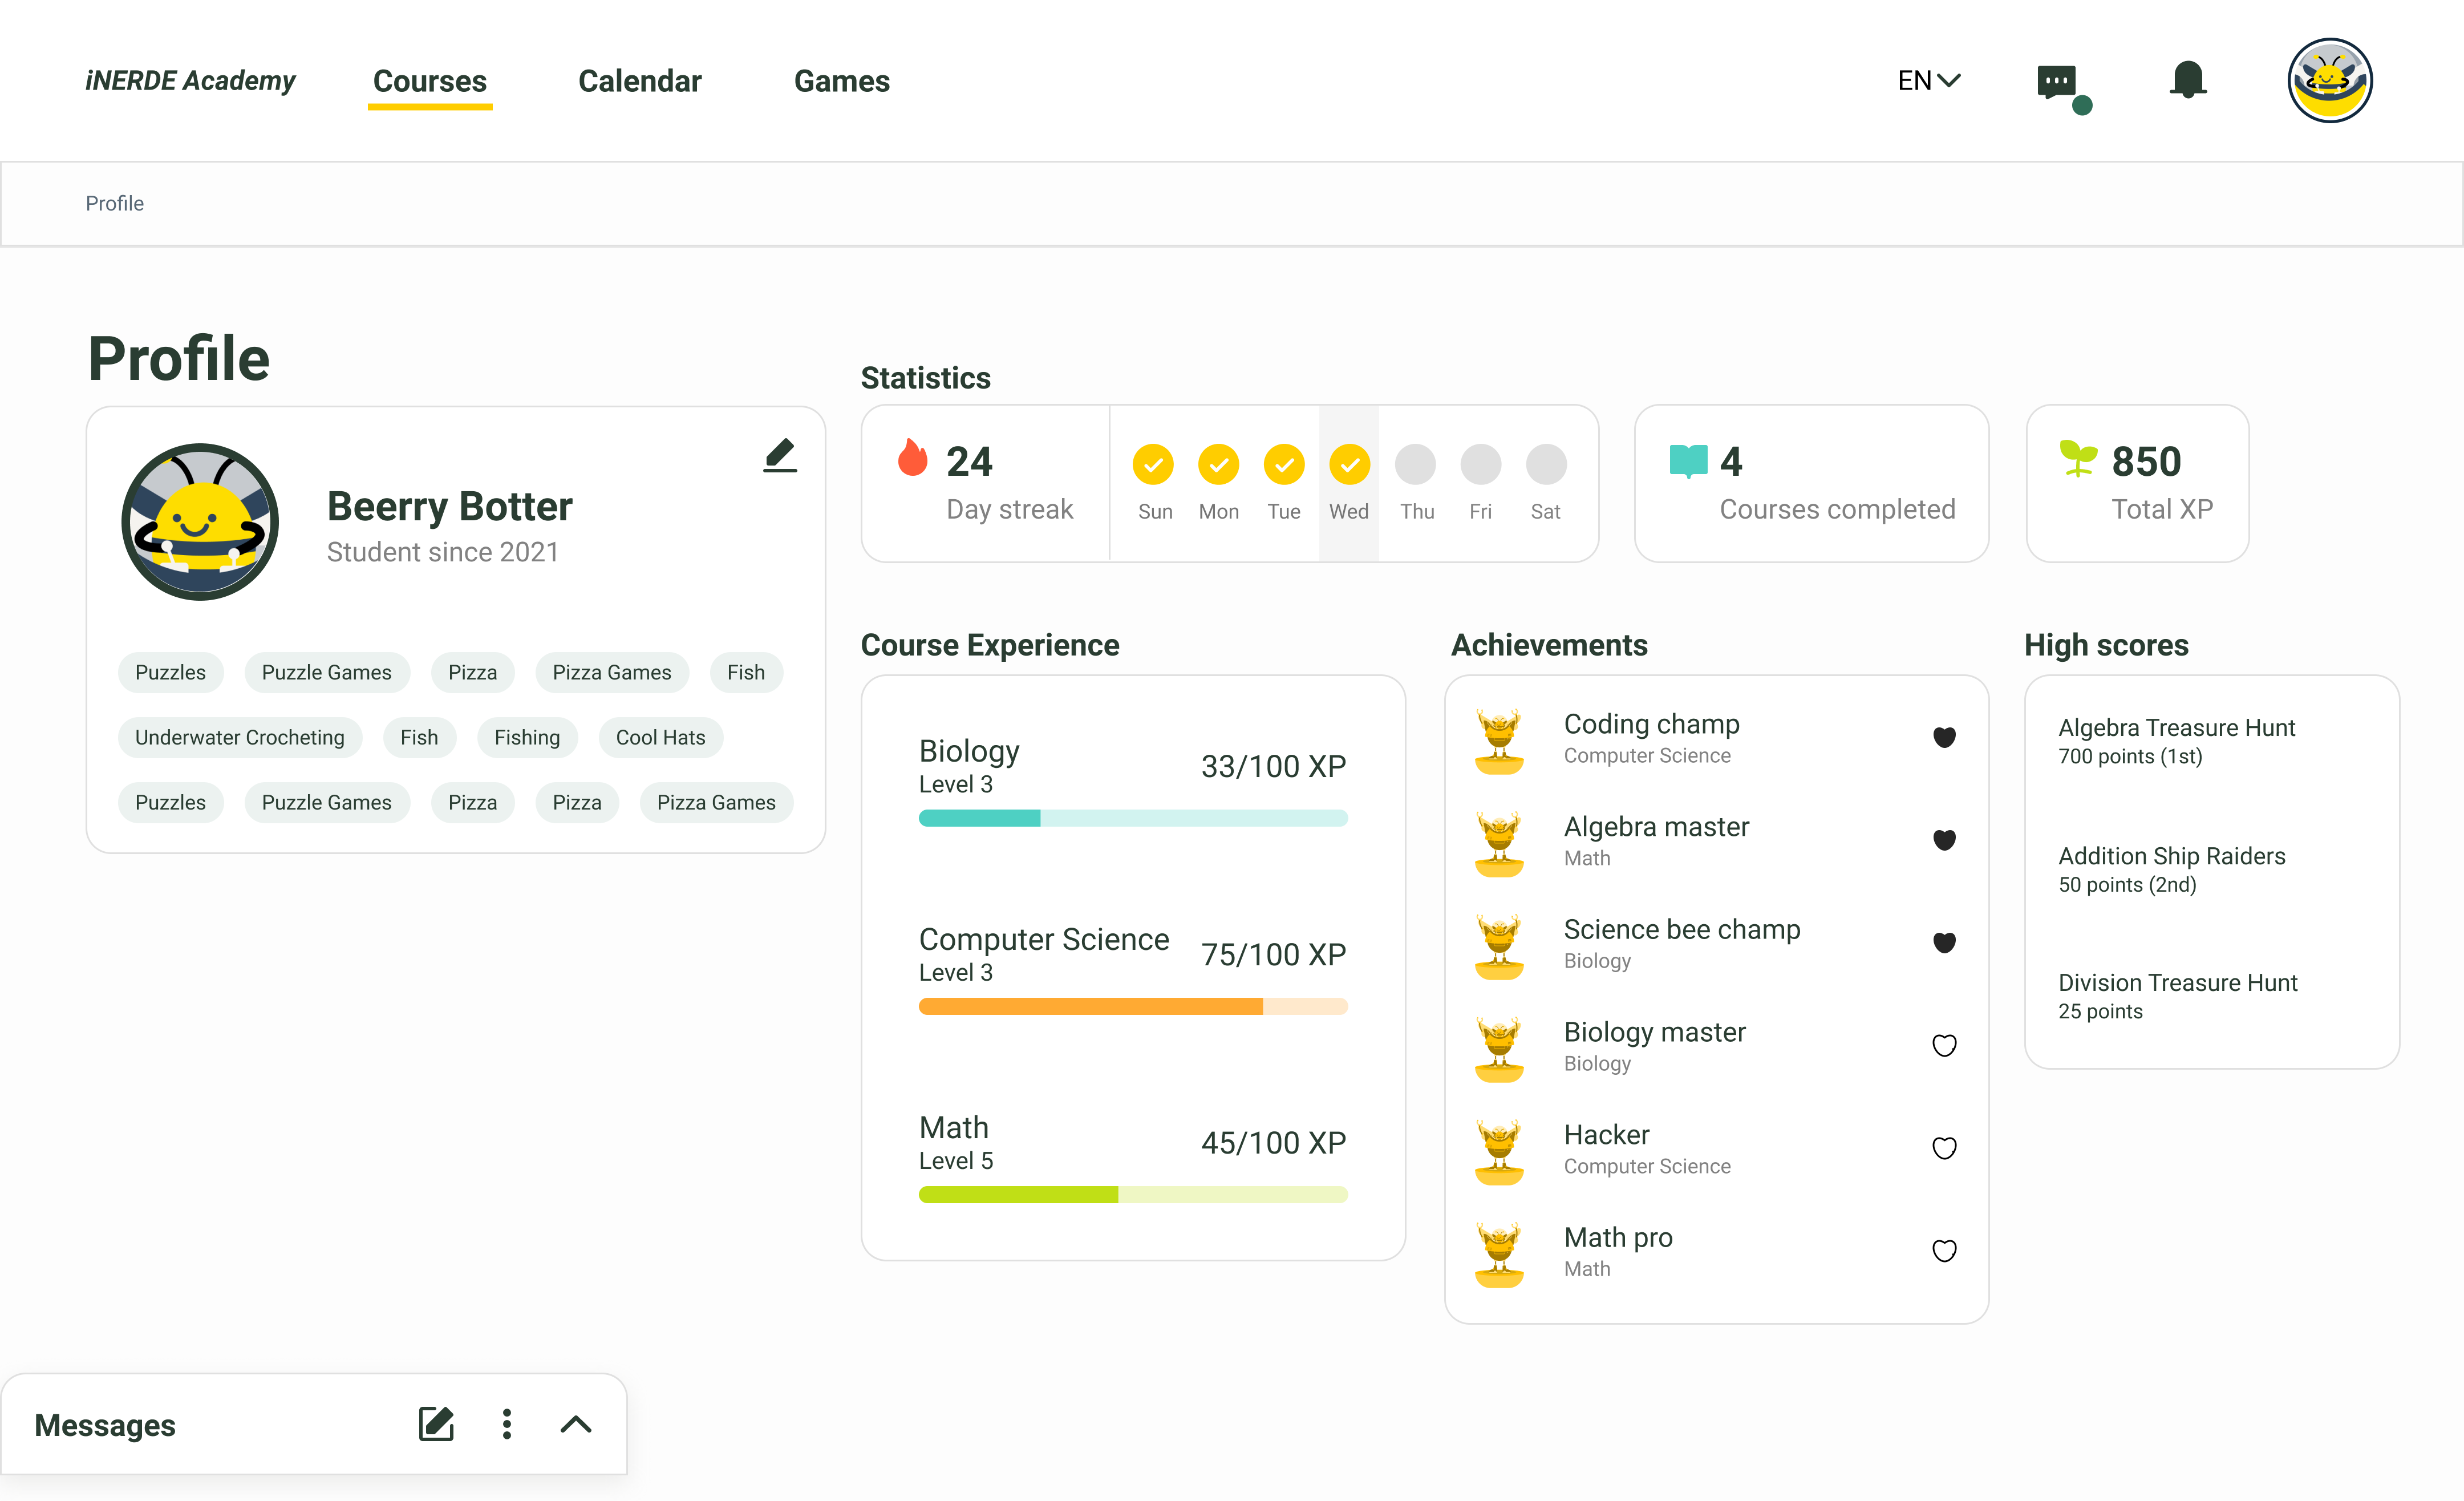 iNERDE Academy
Courses
Calendar
Games
EN
Profile
Profile
Beerry Botter
Student since 2021
Puzzles
Puzzle Games
Pizza
Pizza Games
Fish
Underwater Crocheting
Fish
Fishing
Cool Hats
Puzzles
Puzzle Games
Pizza
Pizza
Pizza Games
Statistics
24
Day streak
Sun
Mon
Tue
Wed
Thu
Fri
Sat
4
Courses completed
850
Total XP
Course Experience
Biology
Level 3
33/100 XP
Computer Science
Level 3
75/100 XP
Math
Level 5
45/100 XP
Achievements
Coding champ
Computer Science
Algebra master
Math
Science bee champ
Biology
Biology master
Biology
Hacker
Computer Science
Math pro
Math
High scores
Algebra Treasure Hunt
700 points (1st)
Addition Ship Raiders
50 points (2nd)
Division Treasure Hunt
25 points
Messages